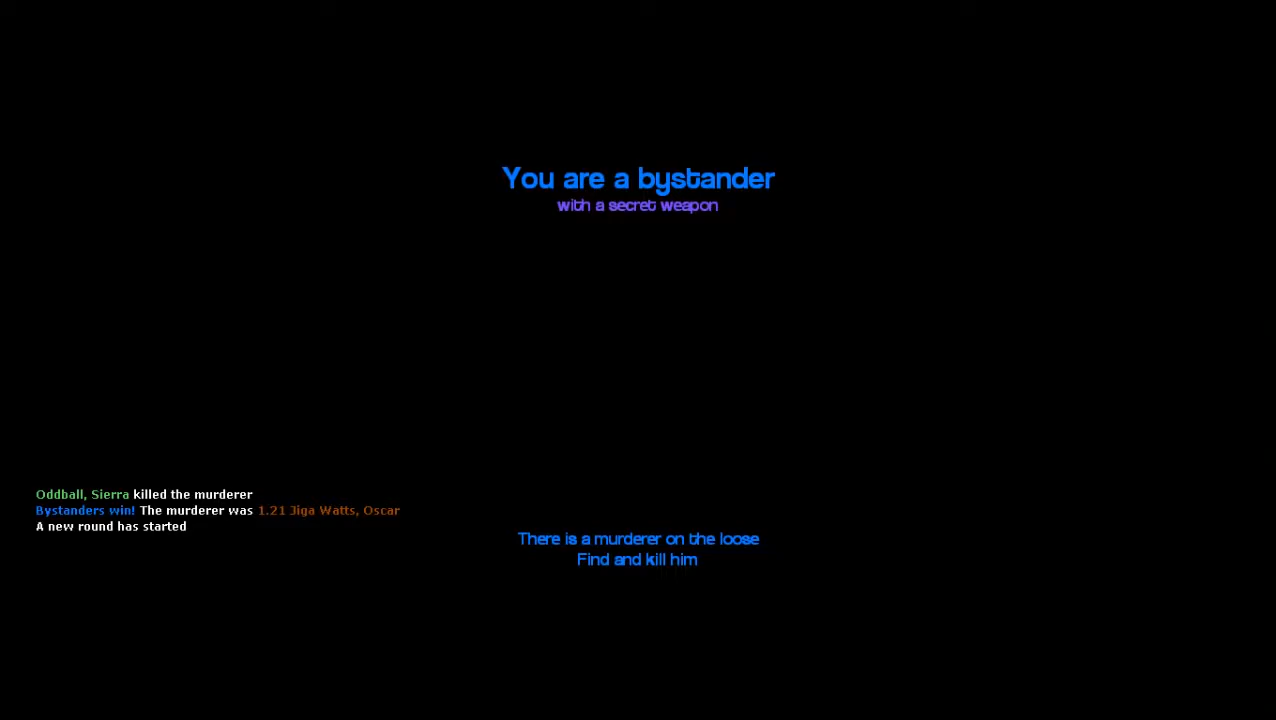 You are a bystander
with a secret weapon
Oddball, Sierra killed the murderer
Bystanders win! The murderer was 1.21 Jiga Watts, Oscar
A new round has started
There is a murderer on the loose
Find and kill him